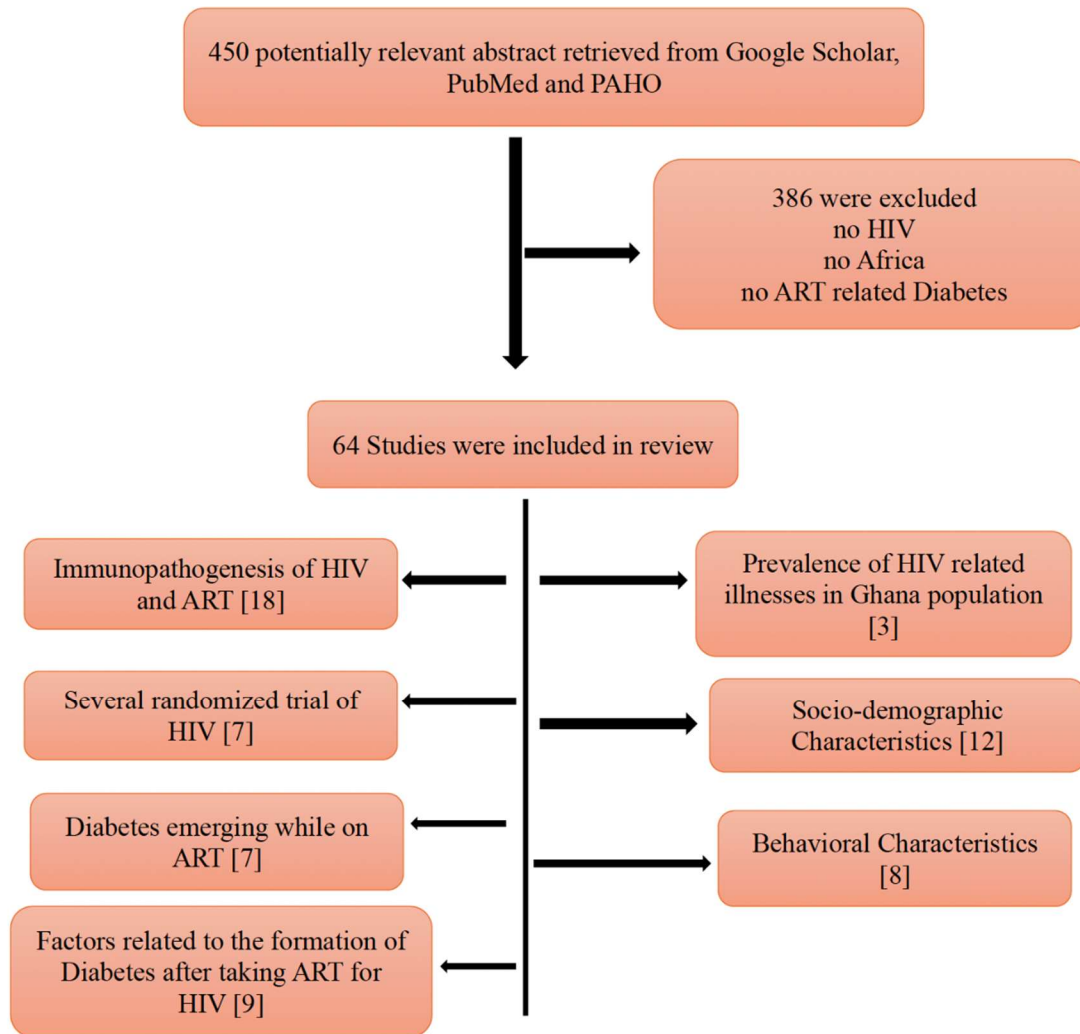 450 potentially relevant abstract retrieved from Google Scholar,
PubMed and PAHO
386 were excluded
no HIV
no Africa
no ART related Diabetes
64 Studies were included in review
Immunopathogenesis of HIV
and ART [18]
Prevalence of HIV related
illnesses in Ghana population
[3]
Several randomized trial of
HIV [7]
Socio-demographic
Characteristics [12]
Diabetes emerging while on
ART [7]
Behavioral Characteristics
[8]
Factors related to the formation of
Diabetes after taking ART for
HIV [9]